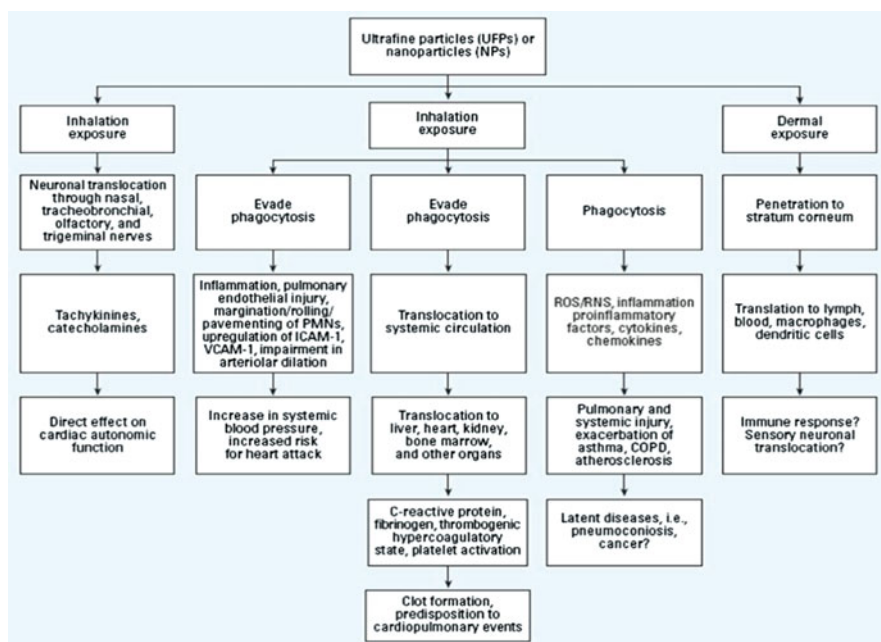 Ultrafine particles (UFPs) or
nanoparticles (NPs)
Inhalation
exposure
Inhalation
exposure
Dermal
exposure
Neuronal translocation
through nasal,
tracheobronchial,
olfactory, and
trigeminal nerves
Evade
phagocytosis
Evade
phagocytosis
Phagocytosis
Penetration to
stratum corneum
Tachykinines,
catecholamines
Inflammation, pulmonary
endothelial injury,
margination/rolling/
pavementing of PMNs,
upregulation of ICAM-1,
VCAM-1, impairment in
arteriolar dilation
Translocation to
systemic circulation
ROS/RNS, inflammation
proinflammatory
factors, cytokines,
chemokines
Translation to lymph,
blood, macrophages,
dendritic cells
Direct effect on
cardiac autonomic
function
Increase in systemic
blood pressure,
increased risk
for heart attack
Translocation to
liver, heart, kidney,
bone marrow,
and other organs
Pulmonary and
systemic injury,
exacerbation of
asthma, COPD,
atherosclerosis
Immune response?
Sensory neuronal
translocation?
C-reactive protein,
fibrinogen, thrombogenic
hypercoagulatory
state, platelet activation
Latent diseases, i.e.,
pneumoconiosis,
cancer?
Clot formation,
predisposition to
cardiopulmonary events